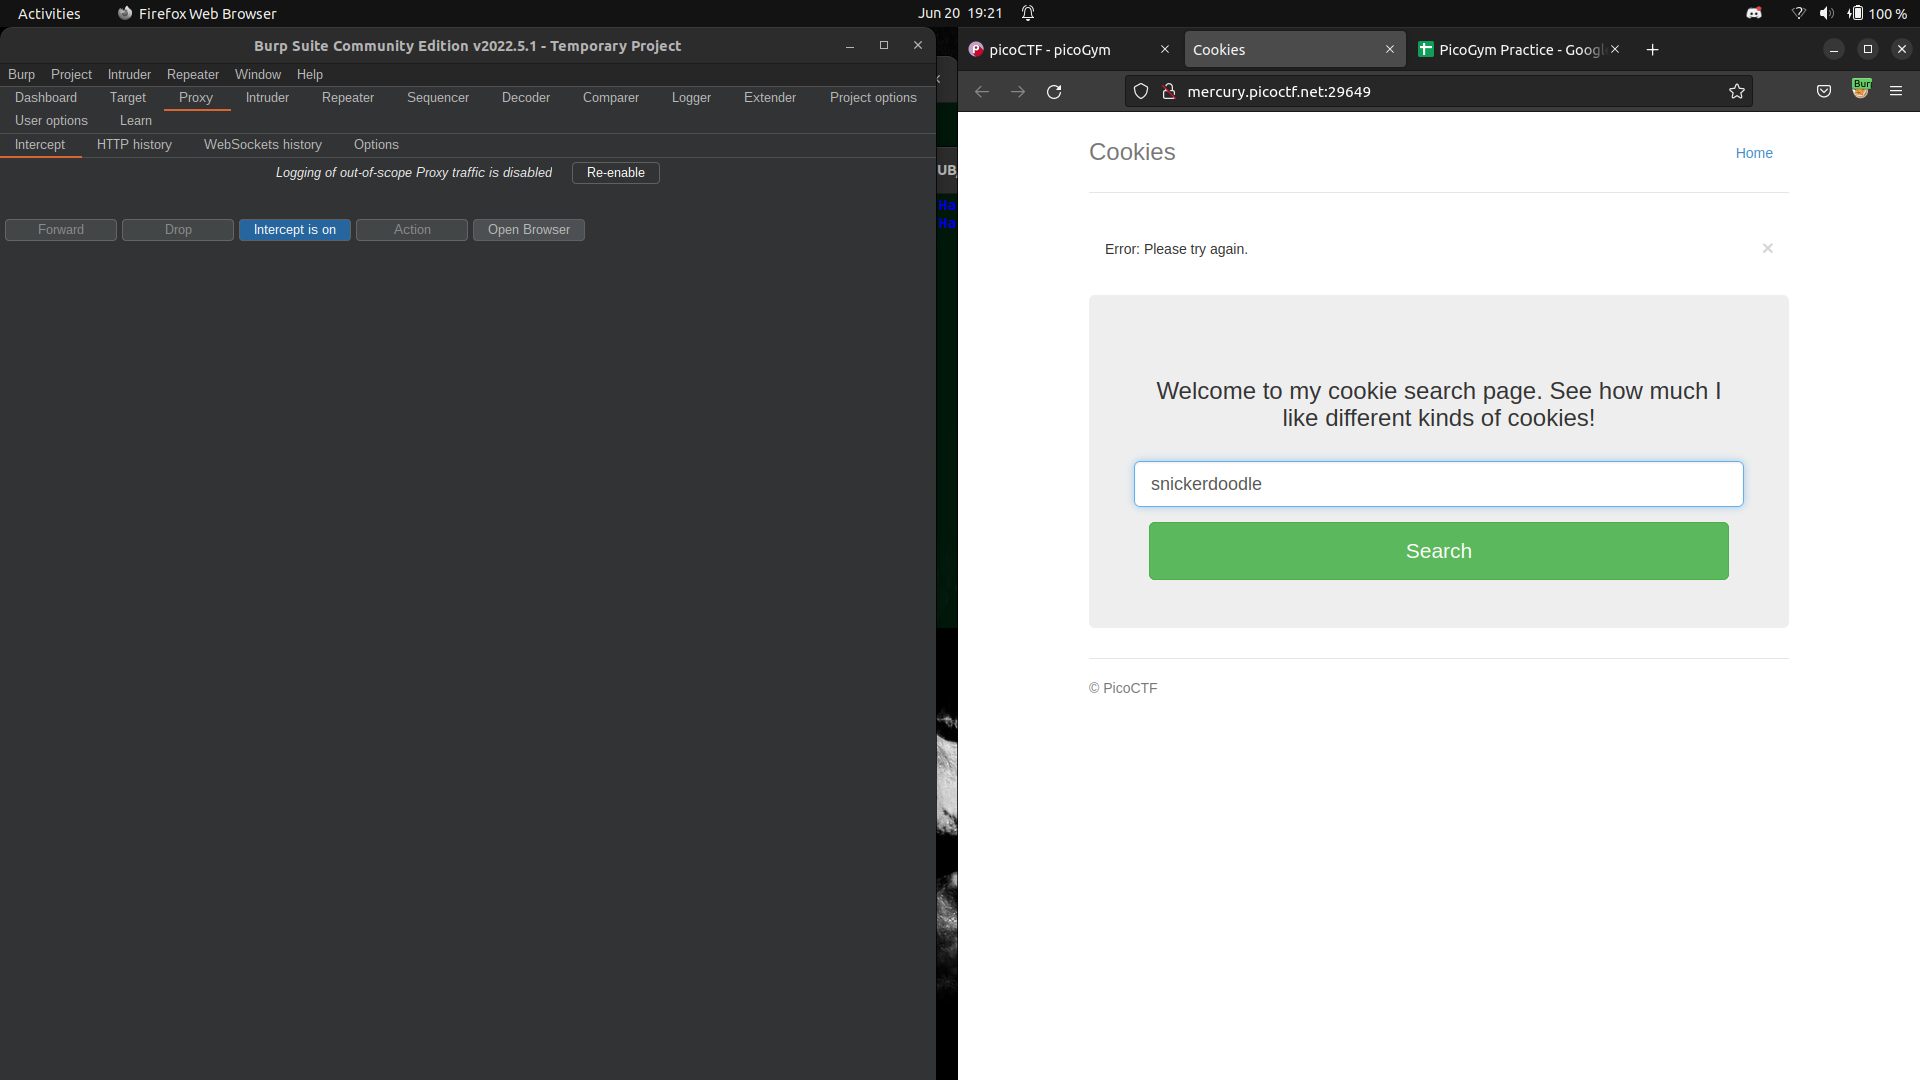 Activities Firefox Web Browser Jun 20 19:21 100 %
Burp Suite Community Edition v2022.5.1 - Temporary Project
Burp Project Intruder Repeater Window Help
Dashboard Target Proxy Intruder Repeater Sequencer Decoder Comparer Logger Extender Project options
User options Learn
Intercept HTTP history WebSockets history Options
Logging of out-of-scope Proxy traffic is disabled Re-enable
Forward Drop Intercept is on Action Open Browser
UB
Ha
Ha
picoCTF - picoGym Cookies PicoGym Practice - Googl
mercury.picoctf.net:29649
Burr
Cookies Home
Error: Please try again. ×
Welcome to my cookie search page. See how much I
like different kinds of cookies!
snickerdoodle
Search
© PicoCTF